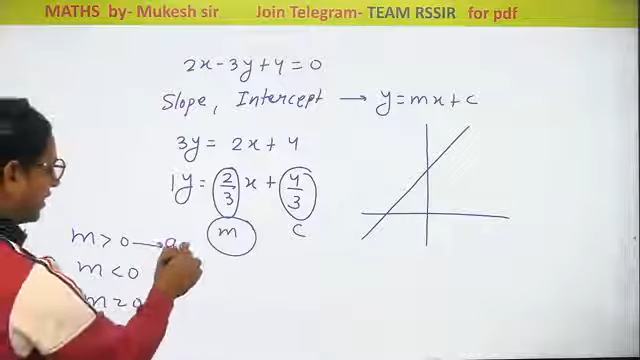 MATHS by- Mukesh sir Join Telegram- TEAM RSSIR for pdf
2x-3y+4=0
Slope, Intercept → y=mx+c
3y= 2x+4
1y= 2/3 x + 4/3
m c
m>0→
m<0
m=0